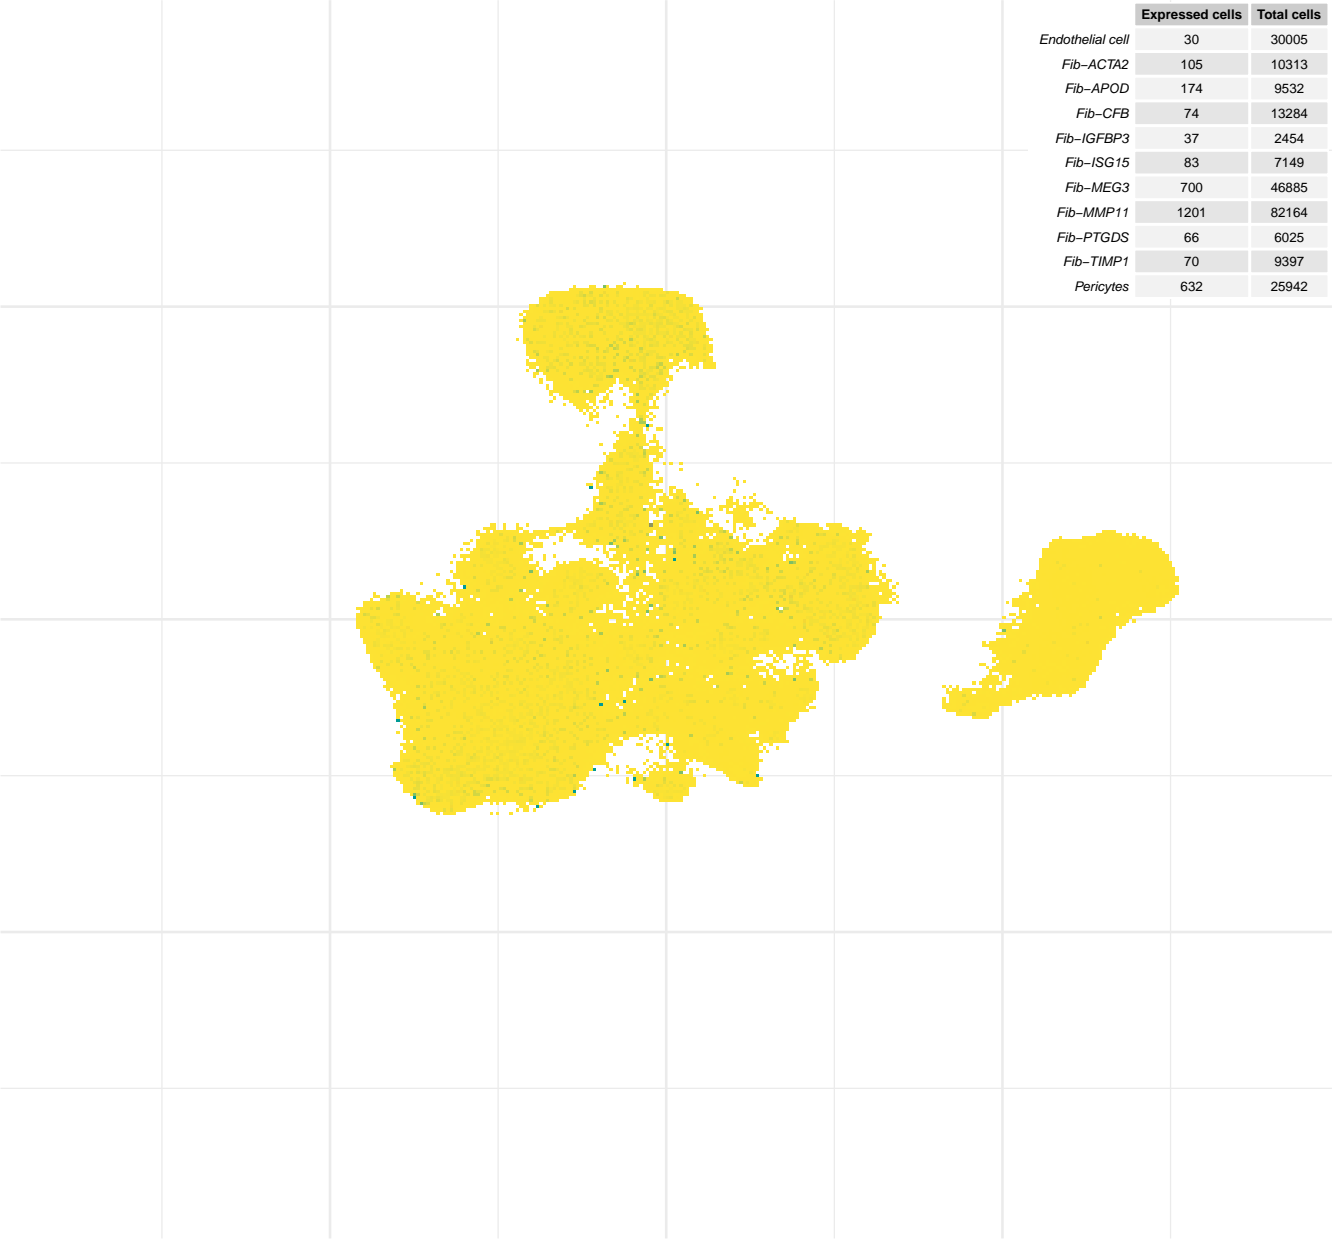 Expressed cells Total cells
Endothelial cell 30 30005
Fib−ACTA2 105 10313
Fib−APOD 174 9532
Fib−CFB 74 13284
Fib−IGFBP3 37 2454
Fib−ISG15 83 7149
Fib−MEG3 700 46885
Fib−MMP11 1201 82164
Fib−PTGDS 66 6025
Fib−TIMP1 70 9397
Pericytes 632 25942